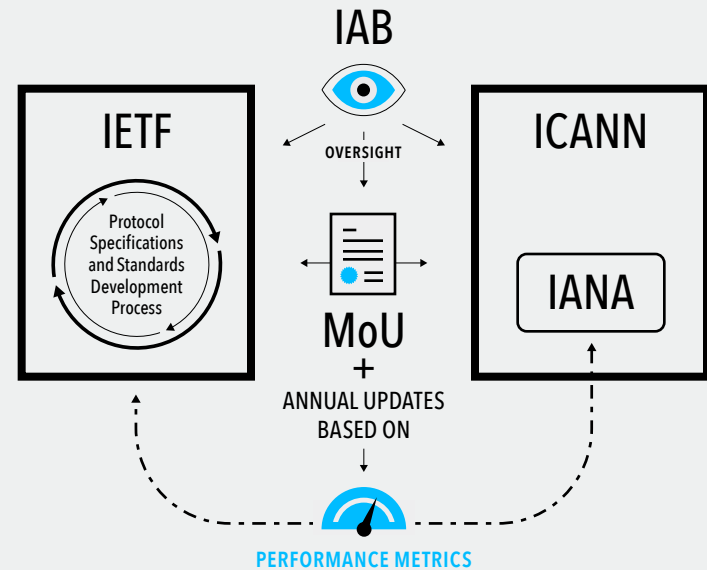 IAB
IETF
ICANN
OVERSIGHT
Protocol
Specifications
and Standards
Development
Process
IANA
MoU
+
ANNUAL UPDATES
BASED ON
PERFORMANCE METRICS